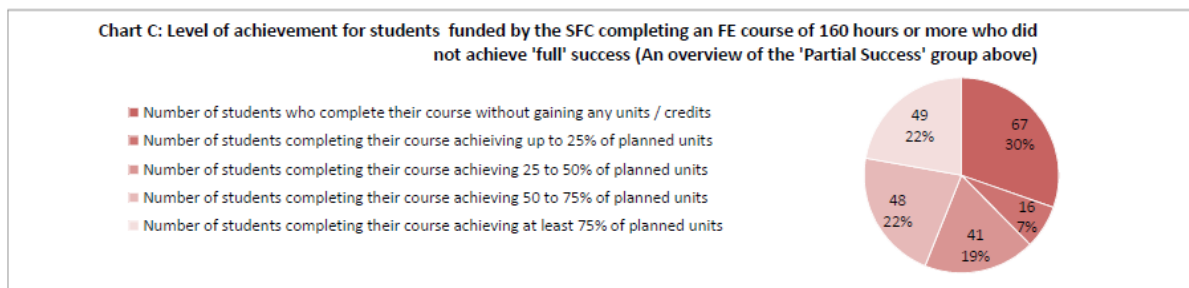 Chart C: Level of achievement for students funded by the SFC completing an FE course of 160 hours or more who did
not achieve 'full' success (An overview of the 'Partial Success' group above)
Number of students who complete their course without gaining any units / credits
Number of students completing their course achieiving up to 25% of planned units
Number of students completing their course achieving 25 to 50% of planned units
Number of students completing their course achieving 50 to 75% of planned units
Number of students completing their course achieving at least 75% of planned units
67
30%
16
7%
41
19%
48
22%
49
22%